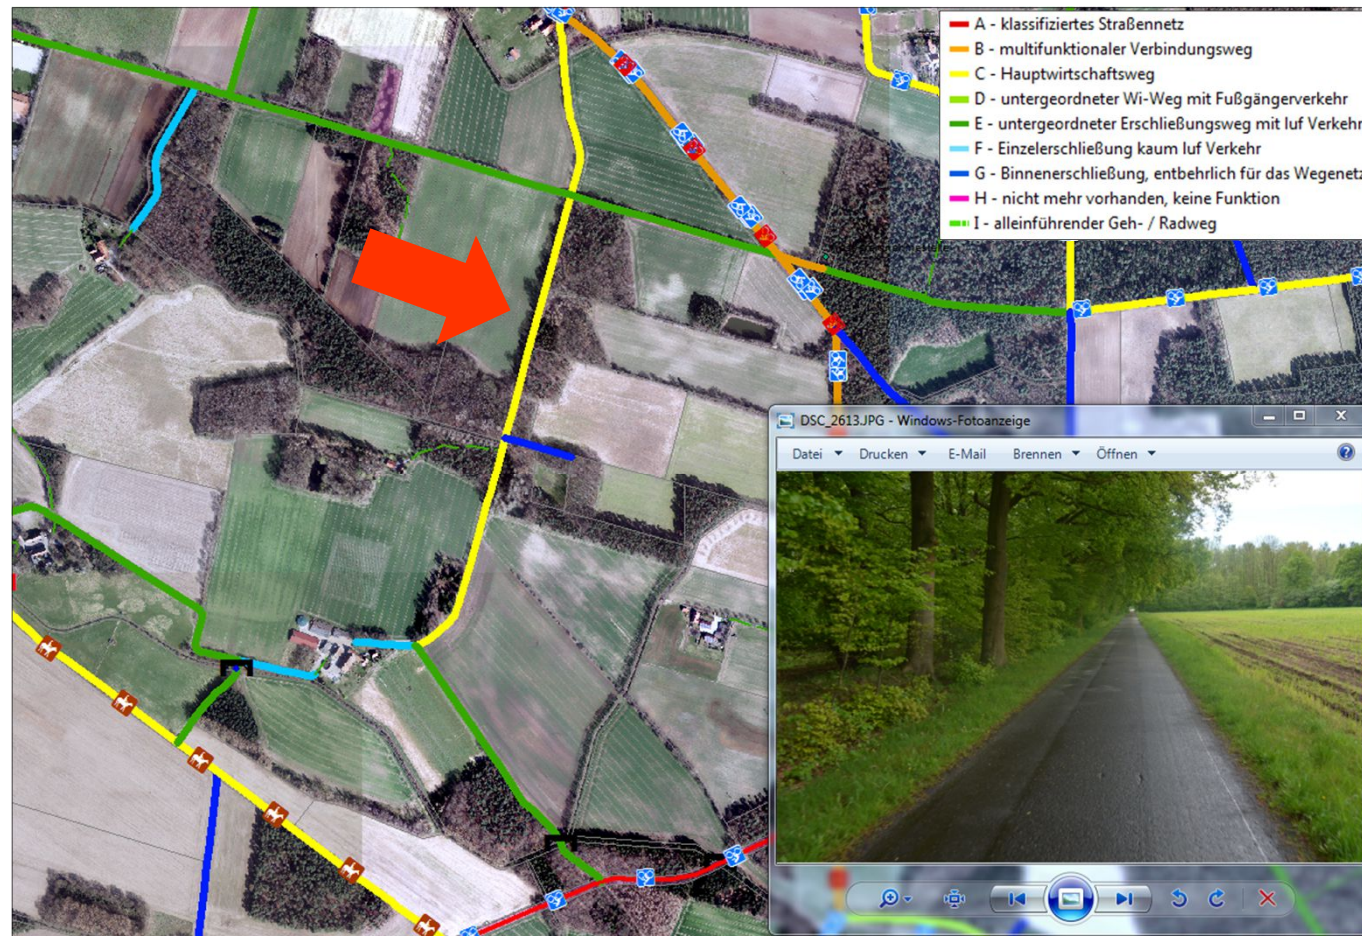 A - klassifiziertes Straßennetz
B - multifunktionaler Verbindungsweg
C - Hauptwirtschaftsweg
D - untergeordneter Wi-Weg mit Fußgängerverkehr
E - untergeordneter Erschließungsweg mit luf Verkehr
F - Einzelerschließung kaum luf Verkehr
G - Binnenerschließung, entbehrlich für das Wegenetz
H - nicht mehr vorhanden, keine Funktion
I - alleinführender Geh- / Radweg
DSC_2613.JPG - Windows-Fotoanzeige
Datei Drucken E-Mail Brennen Öffnen